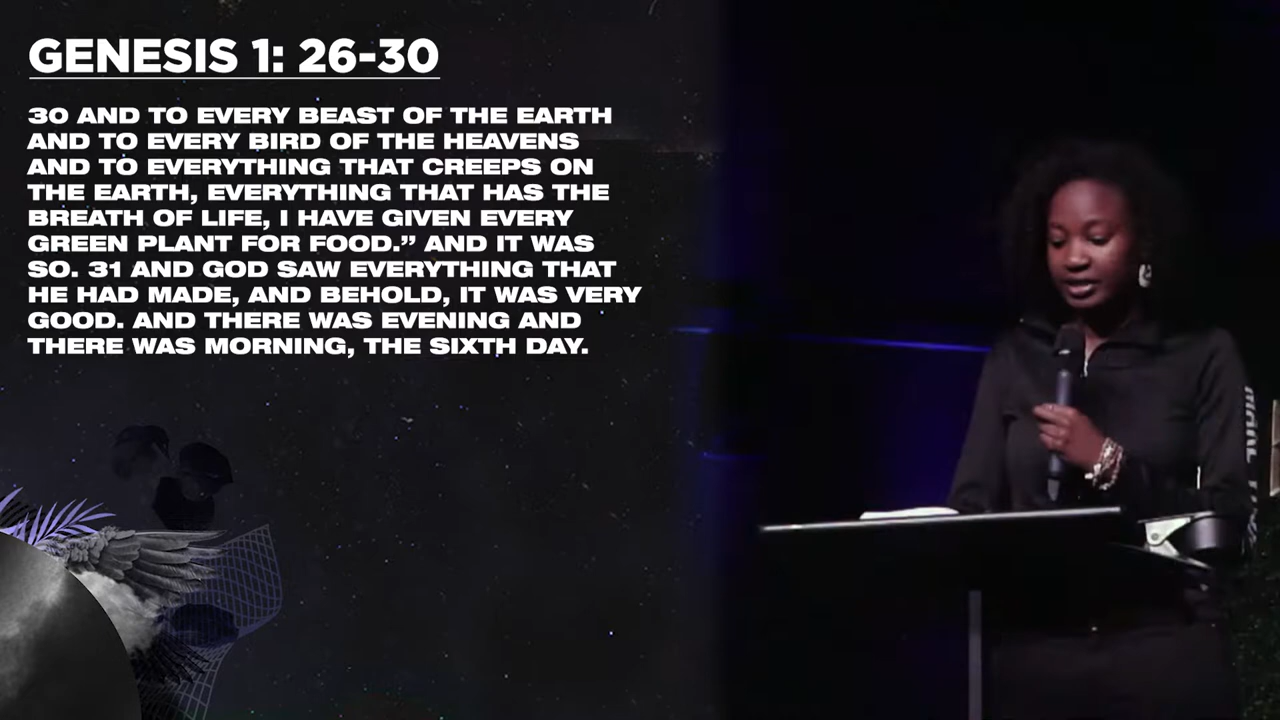 GENESIS 1: 26-30
30 AND TO EVERY BEAST OF THE EARTH
AND TO EVERY BIRD OF THE HEAVENS
AND TO EVERYTHING THAT CREEPS ON
THE EARTH, EVERYTHING THAT HAS THE
BREATH OF LIFE, I HAVE GIVEN EVERY
GREEN PLANT FOR FOOD.” AND IT WAS
SO. 31 AND GOD SAW EVERYTHING THAT
HE HAD MADE, AND BEHOLD, IT WAS VERY
GOOD. AND THERE WAS EVENING AND
THERE WAS MORNING, THE SIXTH DAY.